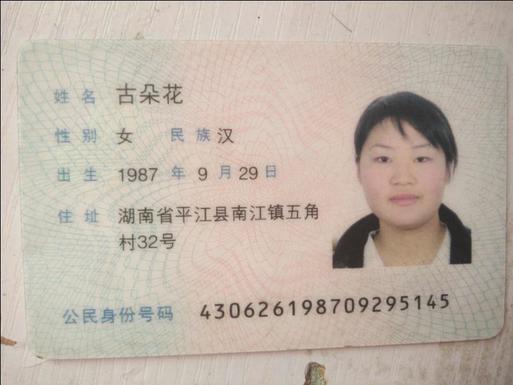 姓名 古朵花
性别 女 民族 汉
出生 1987 年 9 月 29 日
住址 湖南省平江县南江镇五角
村32号
公民身份号码 430626198709295145